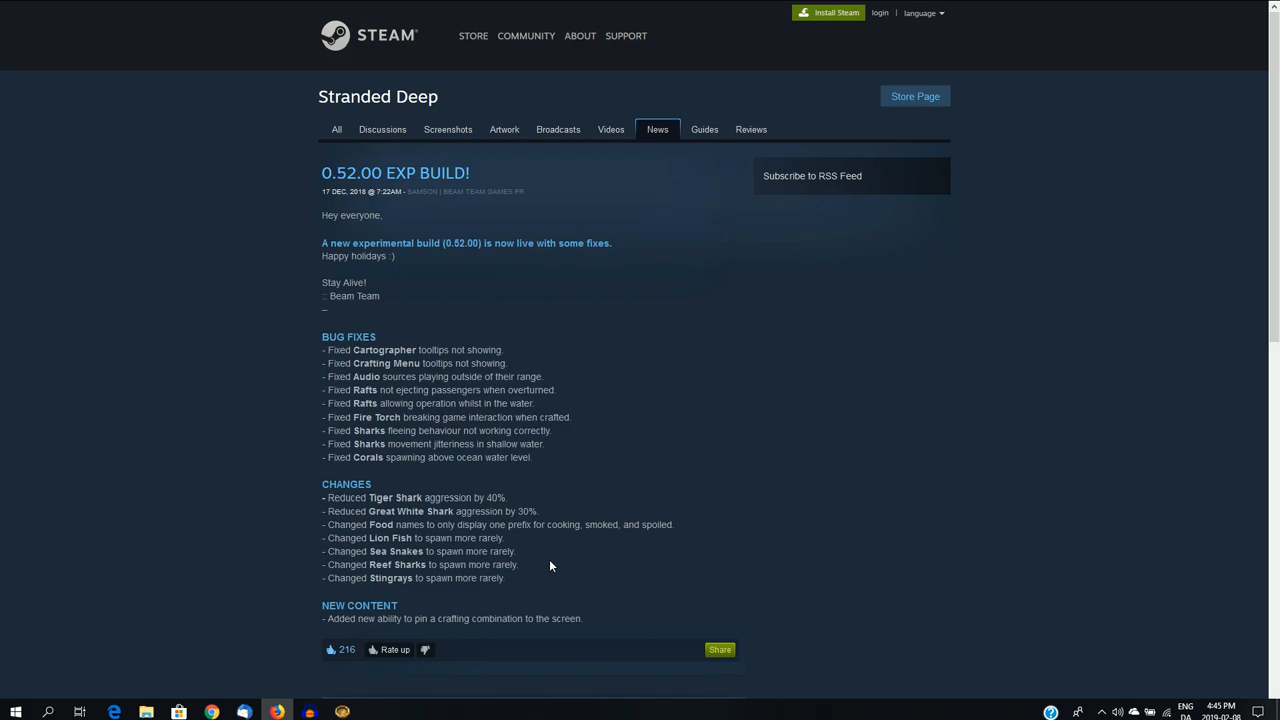 Install Steam
login | language
STEAM
STORE COMMUNITY ABOUT SUPPORT
Stranded Deep
Store Page
All Discussions Screenshots Artwork Broadcasts Videos News Guides Reviews
0.52.00 EXP BUILD!
17 DEC, 2018 @ 7:22AM - SAMSON | BEAM TEAM GAMES PR
Subscribe to RSS Feed
Hey everyone,
A new experimental build (0.52.00) is now live with some fixes.
Happy holidays :)
Stay Alive!
:: Beam Team
–
BUG FIXES
- Fixed Cartographer tooltips not showing.
- Fixed Crafting Menu tooltips not showing.
- Fixed Audio sources playing outside of their range.
- Fixed Rafts not ejecting passengers when overturned.
- Fixed Rafts allowing operation whilst in the water.
- Fixed Fire Torch breaking game interaction when crafted.
- Fixed Sharks fleeing behaviour not working correctly.
- Fixed Sharks movement jitteriness in shallow water.
- Fixed Corals spawning above ocean water level.
CHANGES
- Reduced Tiger Shark aggression by 40%.
- Reduced Great White Shark aggression by 30%.
- Changed Food names to only display one prefix for cooking, smoked, and spoiled.
- Changed Lion Fish to spawn more rarely.
- Changed Sea Snakes to spawn more rarely.
- Changed Reef Sharks to spawn more rarely.
- Changed Stingrays to spawn more rarely.
NEW CONTENT
- Added new ability to pin a crafting combination to the screen.
216 Rate up Share
ENG 4:45 PM
DA 2019-02-08